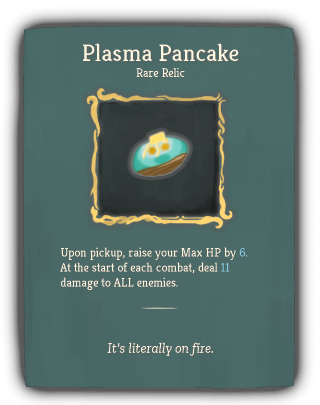 Plasma Pancake
Rare Relic
Upon pickup, raise your Max HP by 6.
At the start of each combat, deal 11
damage to ALL enemies.
It's literally on fire.